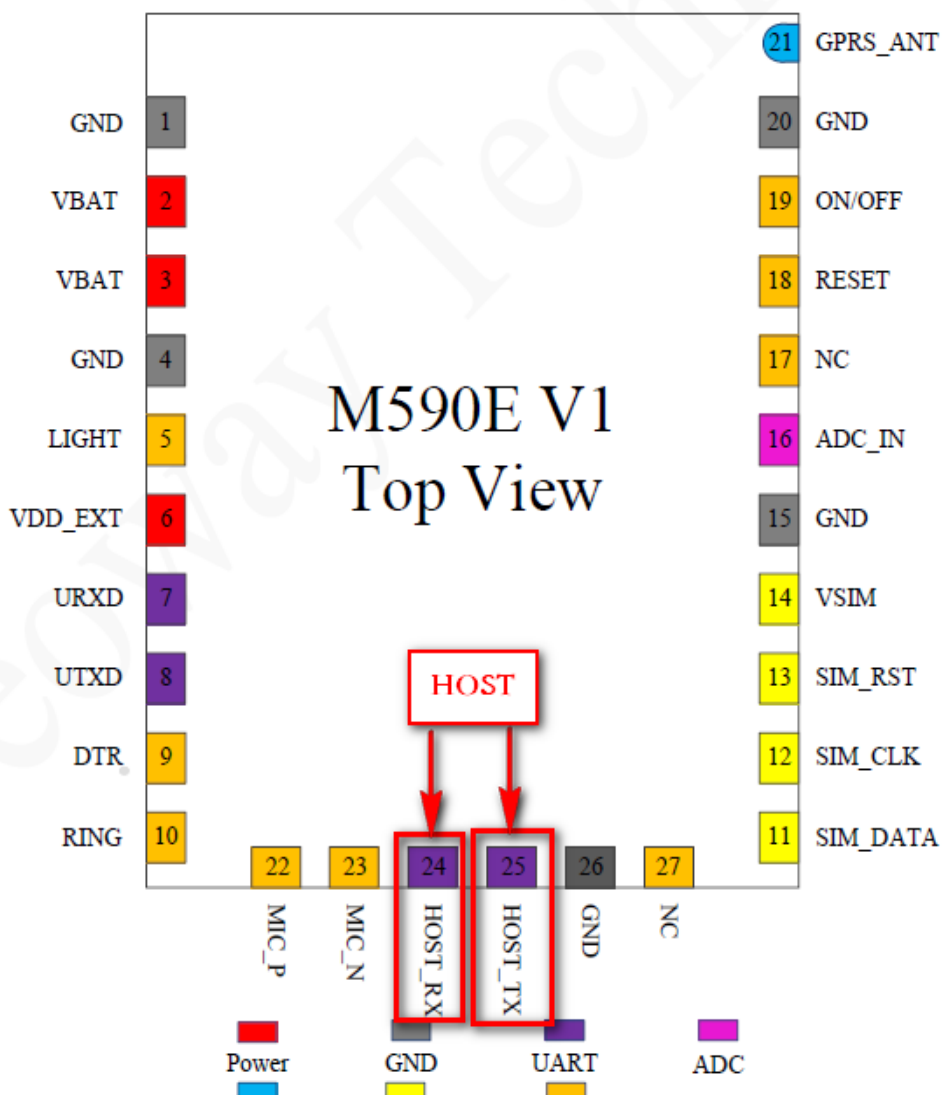 21 GPRS_ANT
GND 1
20 GND
VBAT 2
19 ON/OFF
VBAT 3
18 RESET
GND 4
17 NC
M590E V1
Top View
LIGHT 5
16 ADC_IN
VDD_EXT 6
15 GND
URXD 7
14 VSIM
UTXD 8
HOST
13 SIM_RST
DTR 9
12 SIM_CLK
RING 10
11 SIM_DATA
22 23 24 25 26 27
MIC_P
MIC_N
HOST_RX
HOST_TX
GND
NC
Power GND UART ADC